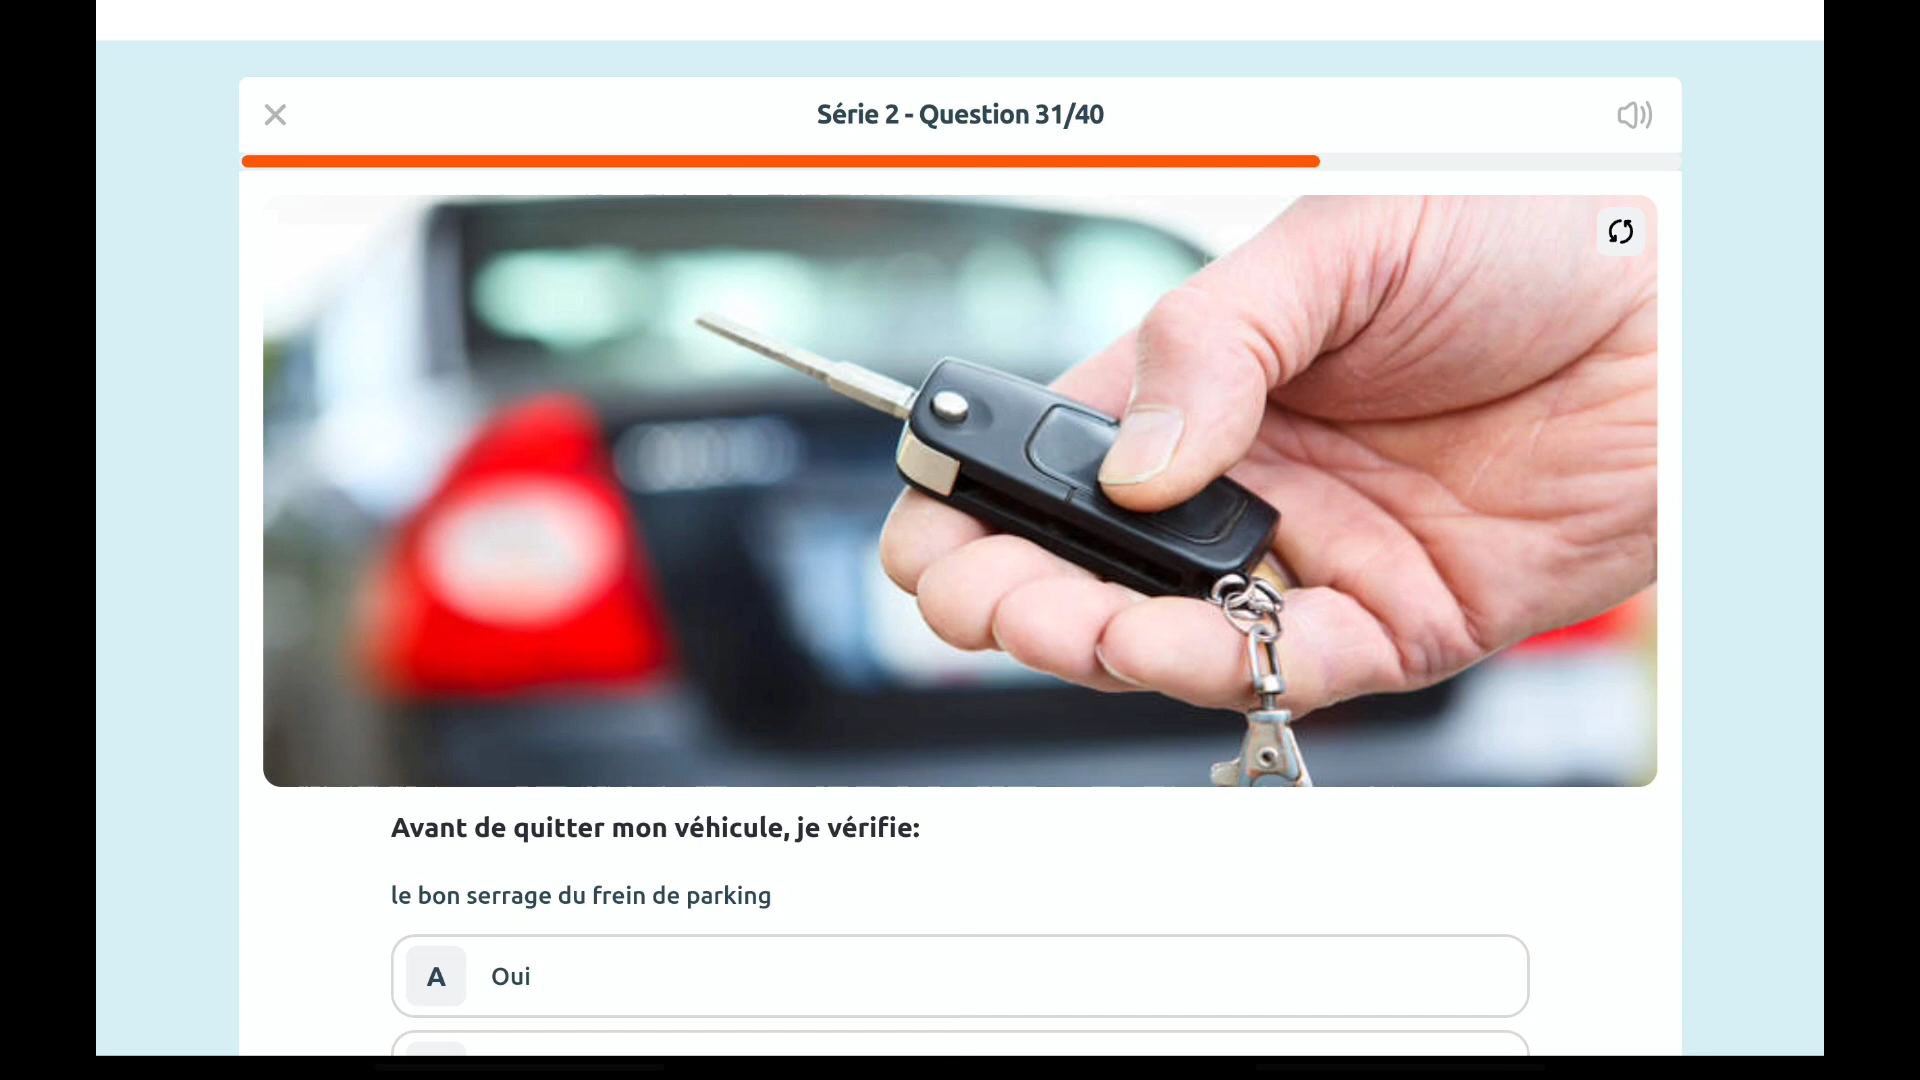 Série 2 - Question 31/40
Avant de quitter mon véhicule, je vérifie:
le bon serrage du frein de parking
A Oui